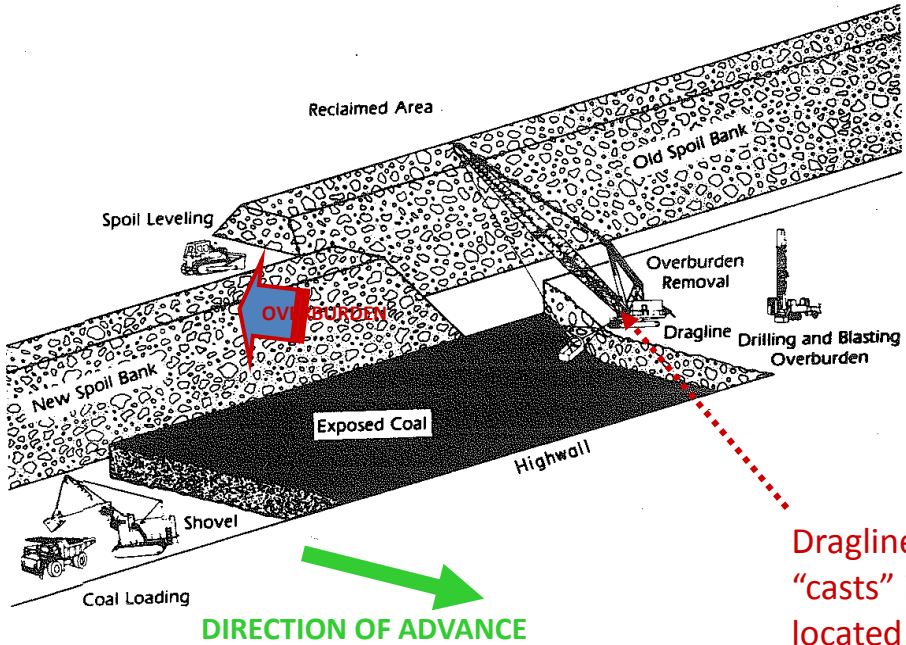 Reclaimed Area
Old Spoil Bank
Spoil Leveling
Overburden
Removal
OVERBURDEN
Dragline
Drilling and Blasting
Overburden
New Spoil Bank
Exposed Coal
Highwall
Shovel
Dragline
“casts”
located
Coal Loading
DIRECTION OF ADVANCE